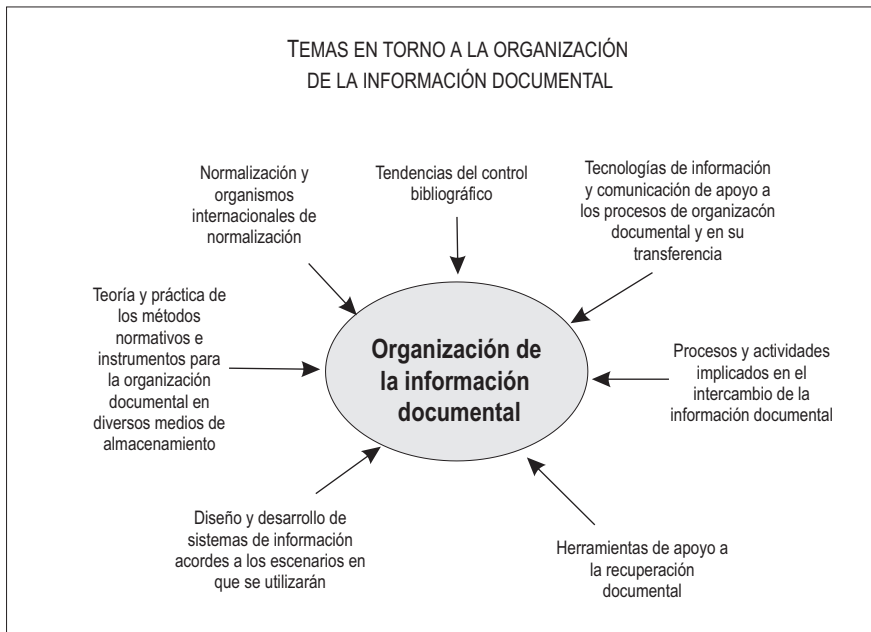 TEMAS EN TORNO A LA ORGANIZACIÓN
DE LA INFORMACIÓN DOCUMENTAL
Normalización y
organismos
internacionales de
normalización
Tendencias del control
bibliográfico
Tecnologías de información
y comunicación de apoyo a
los procesos de organizacón
documental y en su
transferencia
Teoría y práctica de
los métodos
normativos e
instrumentos para
la organización
documental en
diversos medios de
almacenamiento
Organización de
la información
documental
Procesos y actividades
implicados en el
intercambio de la
información documental
Diseño y desarrollo de
sistemas de información
acordes a los escenarios en
que se utilizarán
Herramientas de apoyo a
la recuperación
documental